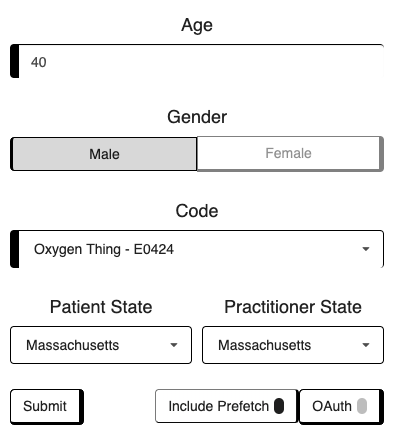 Age
40
Gender
Male Female
Code
Oxygen Thing - E0424
Patient State Practitioner State
Massachusetts Massachusetts
Submit Include Prefetch OAuth